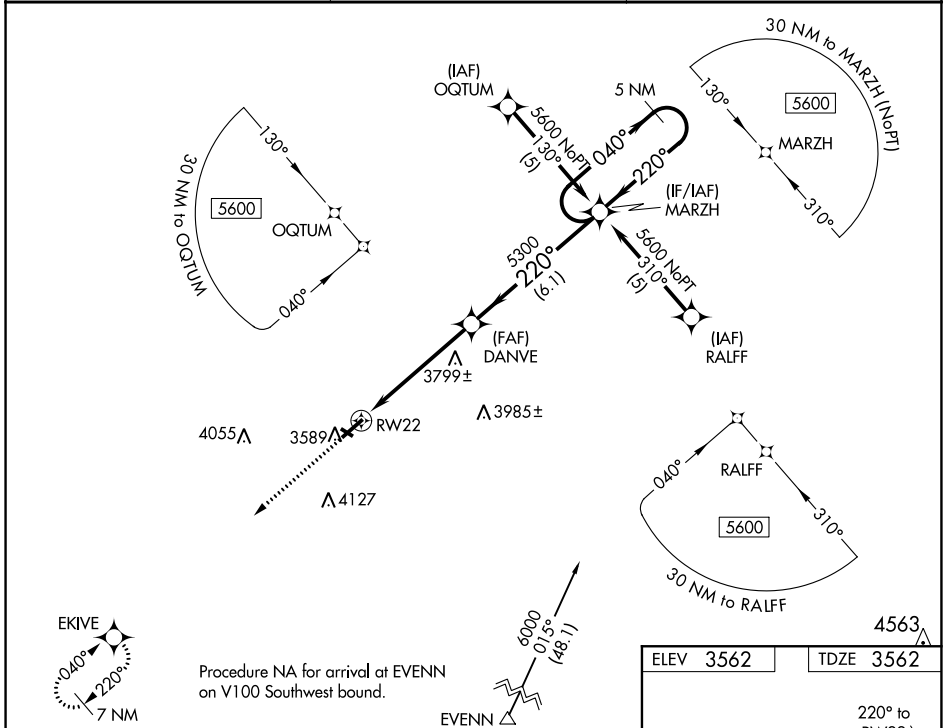 30 NM to MARZH (NoPT)
(IAF)
OQTUM
5 NM
130°
5600
MARZH
310°
5600 NoPT
130°
(5)
040°
220°
(IF/IAF)
MARZH
130°
30 NM to OQTUM
5600
OQTUM
040°
5300
220°
(6.1)
5600 NoPT
310°
(5)
(IAF)
RALFF
(FAF)
DANVE
3799±
3985±
4055
3589
RW22
4127
040°
RALFF
310°
5600
30 NM to RALFF
EKIVE
040°
220°
7 NM
Procedure NA for arrival at EVENN
on V100 Southwest bound.
6000
015°
(48.1)
EVENN
4563
ELEV 3562
TDZE 3562
220° to